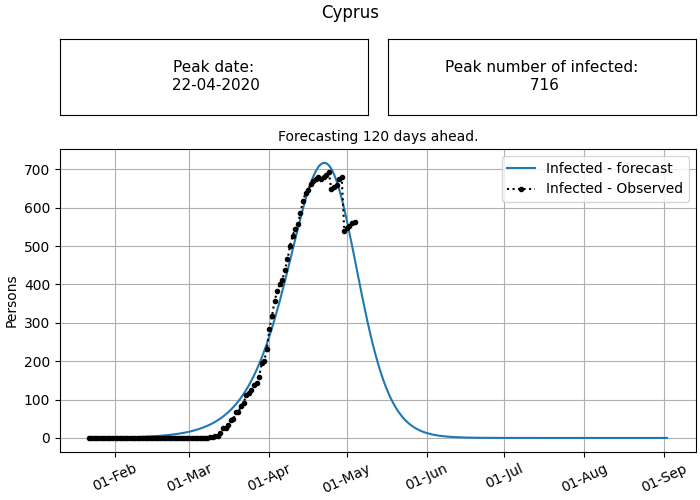 Cyprus
Peak date:
22-04-2020
Peak number of infected:
716
Forecasting 120 days ahead.
Infected - forecast
Infected - Observed
Persons
700
600
500
400
300
200
100
0
01-Feb
01-Mar
01-Apr
01-May
01-Jun
01-Jul
01-Aug
01-Sep